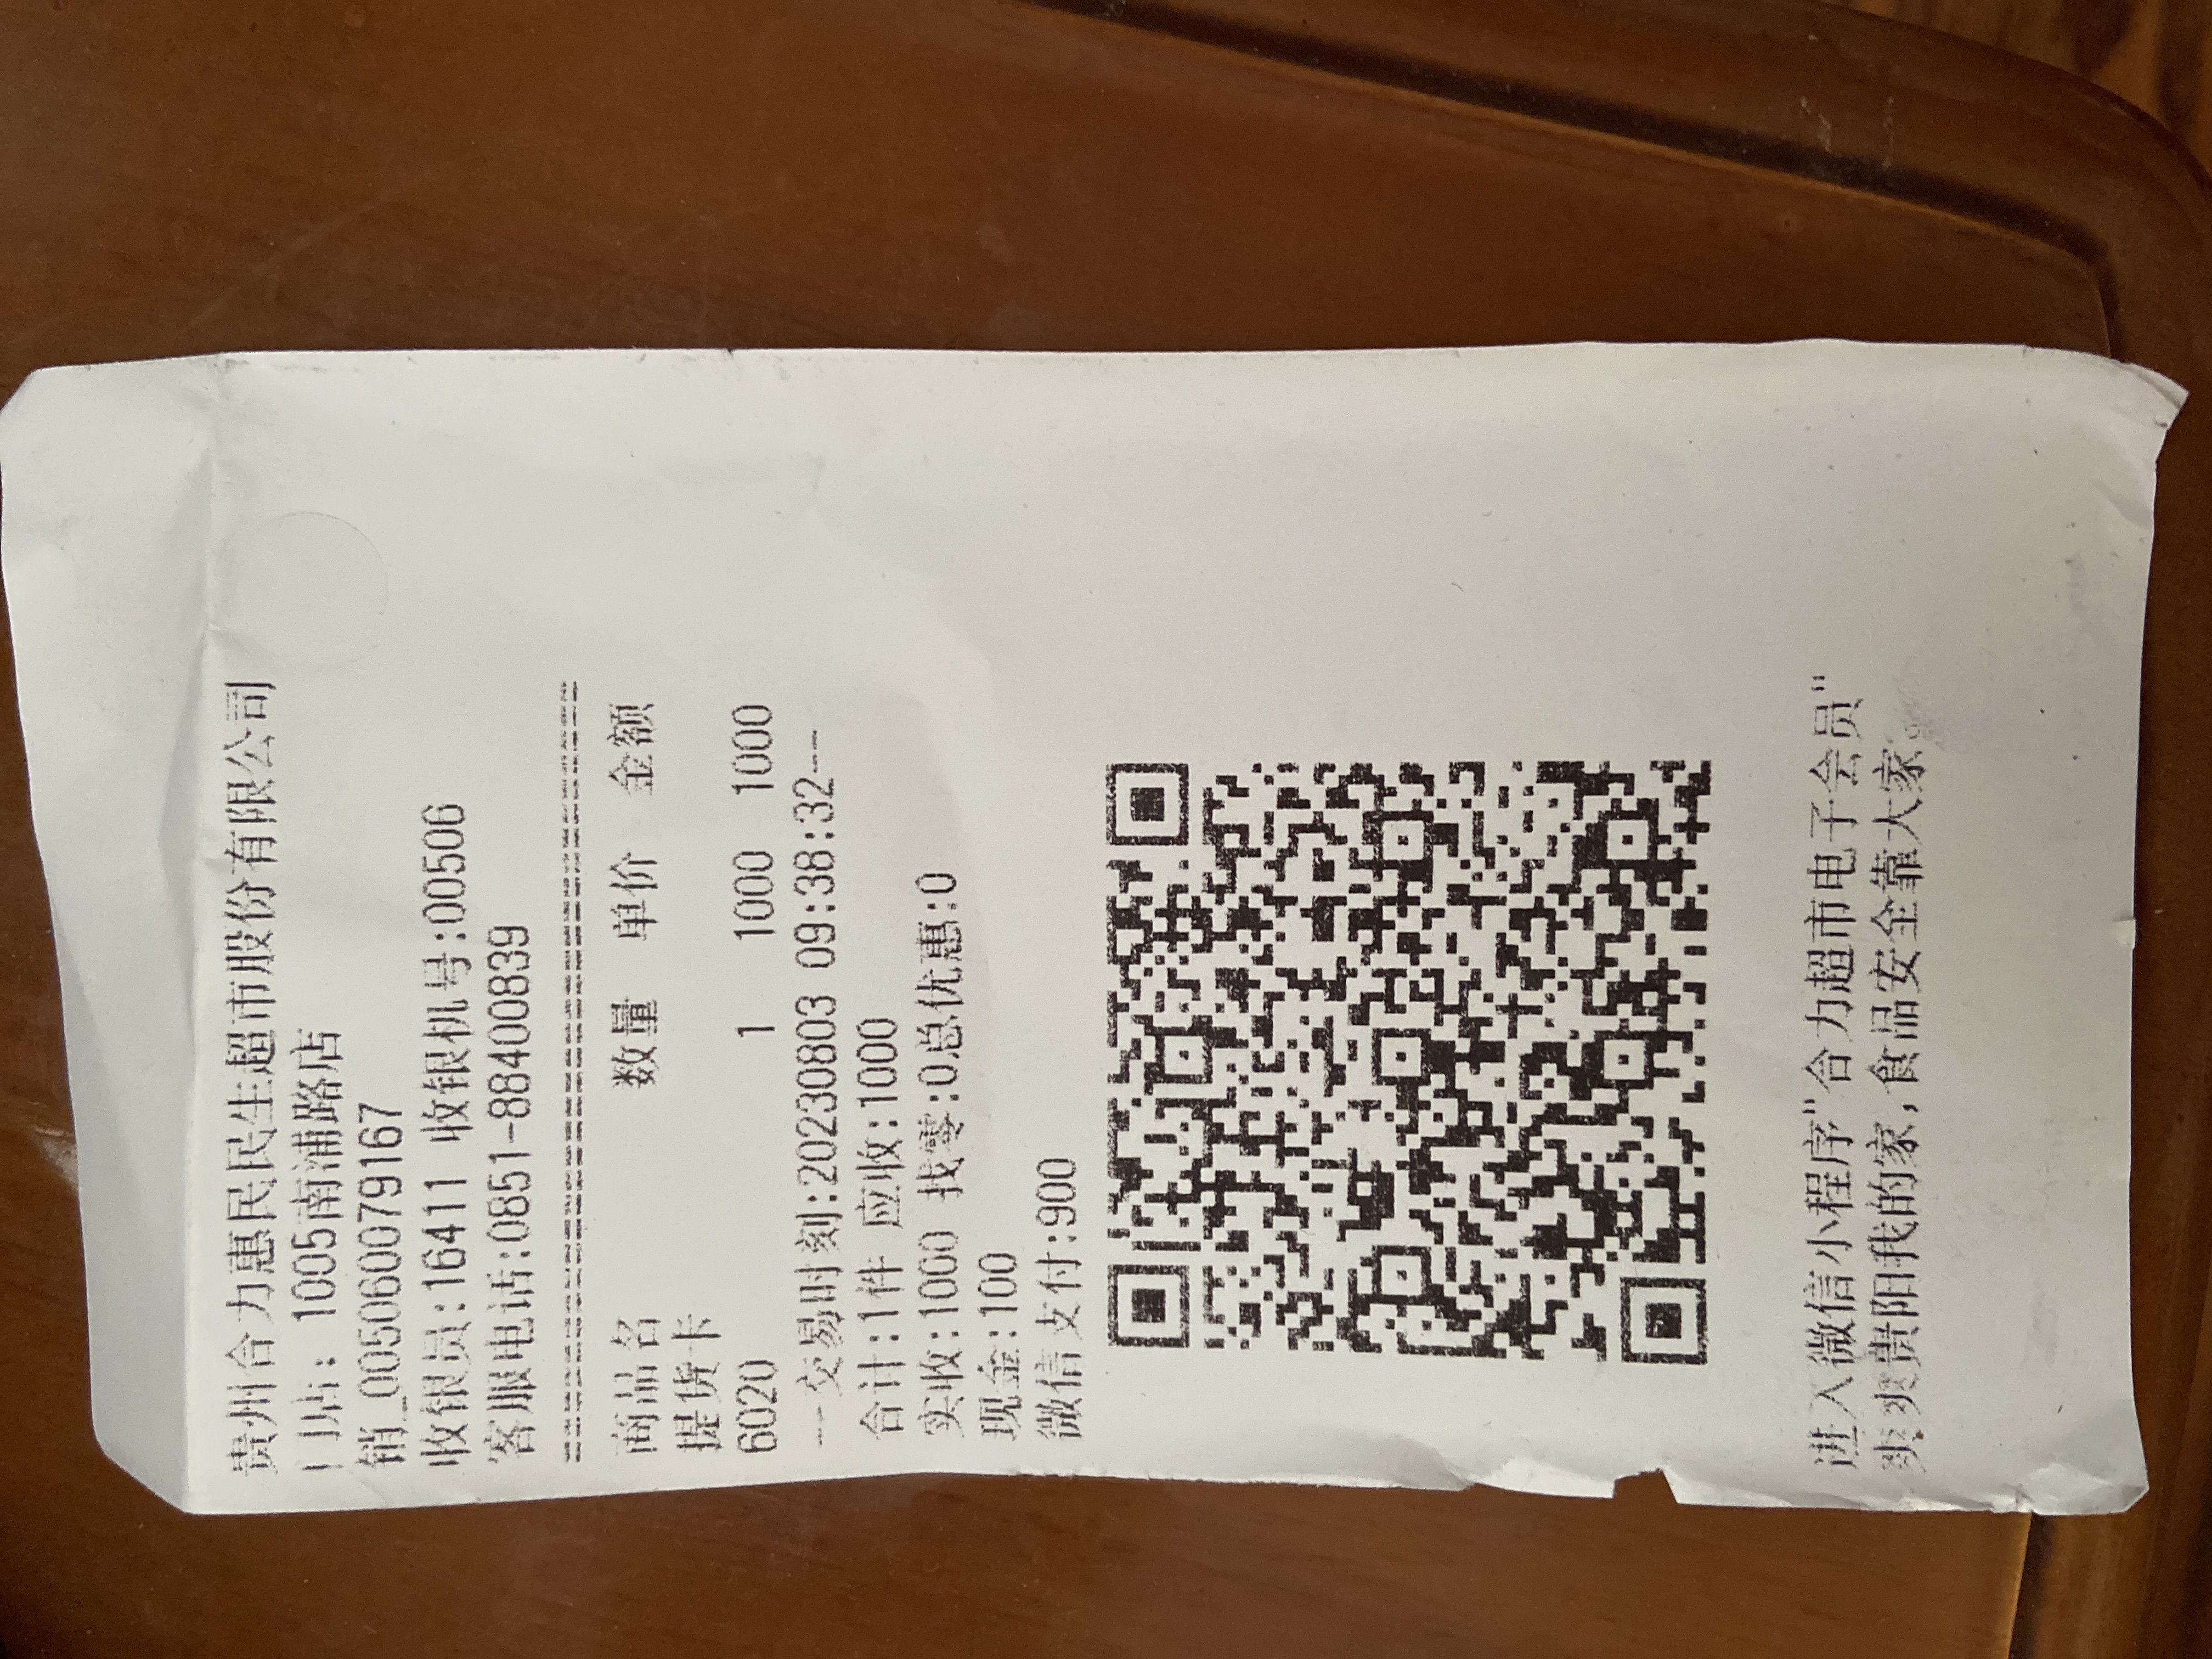 贵州合力惠民民生超市股份有限公司
门店: 1005南浦路店
销_005060079167
收银员:16411 收银机号:00506
客服电话:0851-88400839
商品名 数量 单价 金额
提货卡
6020 1 1000 1000
---交易时刻:20230803 09:38:32--
合计:1件 应收:1000
实收:1000 找零:0总优惠:0
现金:100
微信支付:900
进入微信小程序"合力超市电子会员"
爽爽贵阳我的家,食品安全靠大家。